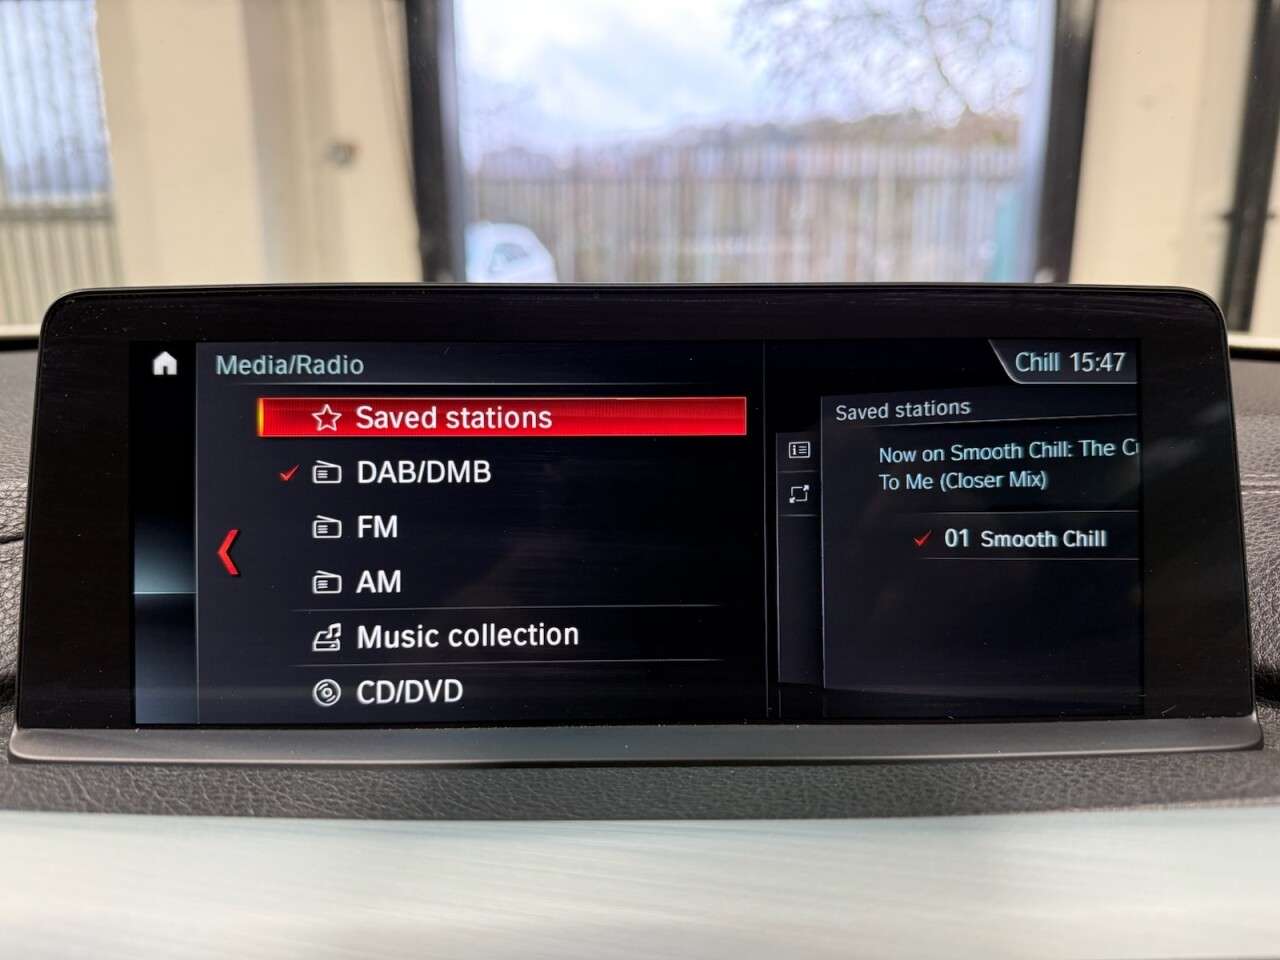 Media/Radio
Chill 15:47
Saved stations
DAB/DMB
FM
AM
Music collection
CD/DVD
Saved stations
Now on Smooth Chill: The
To Me (Closer Mix)
01 Smooth Chill